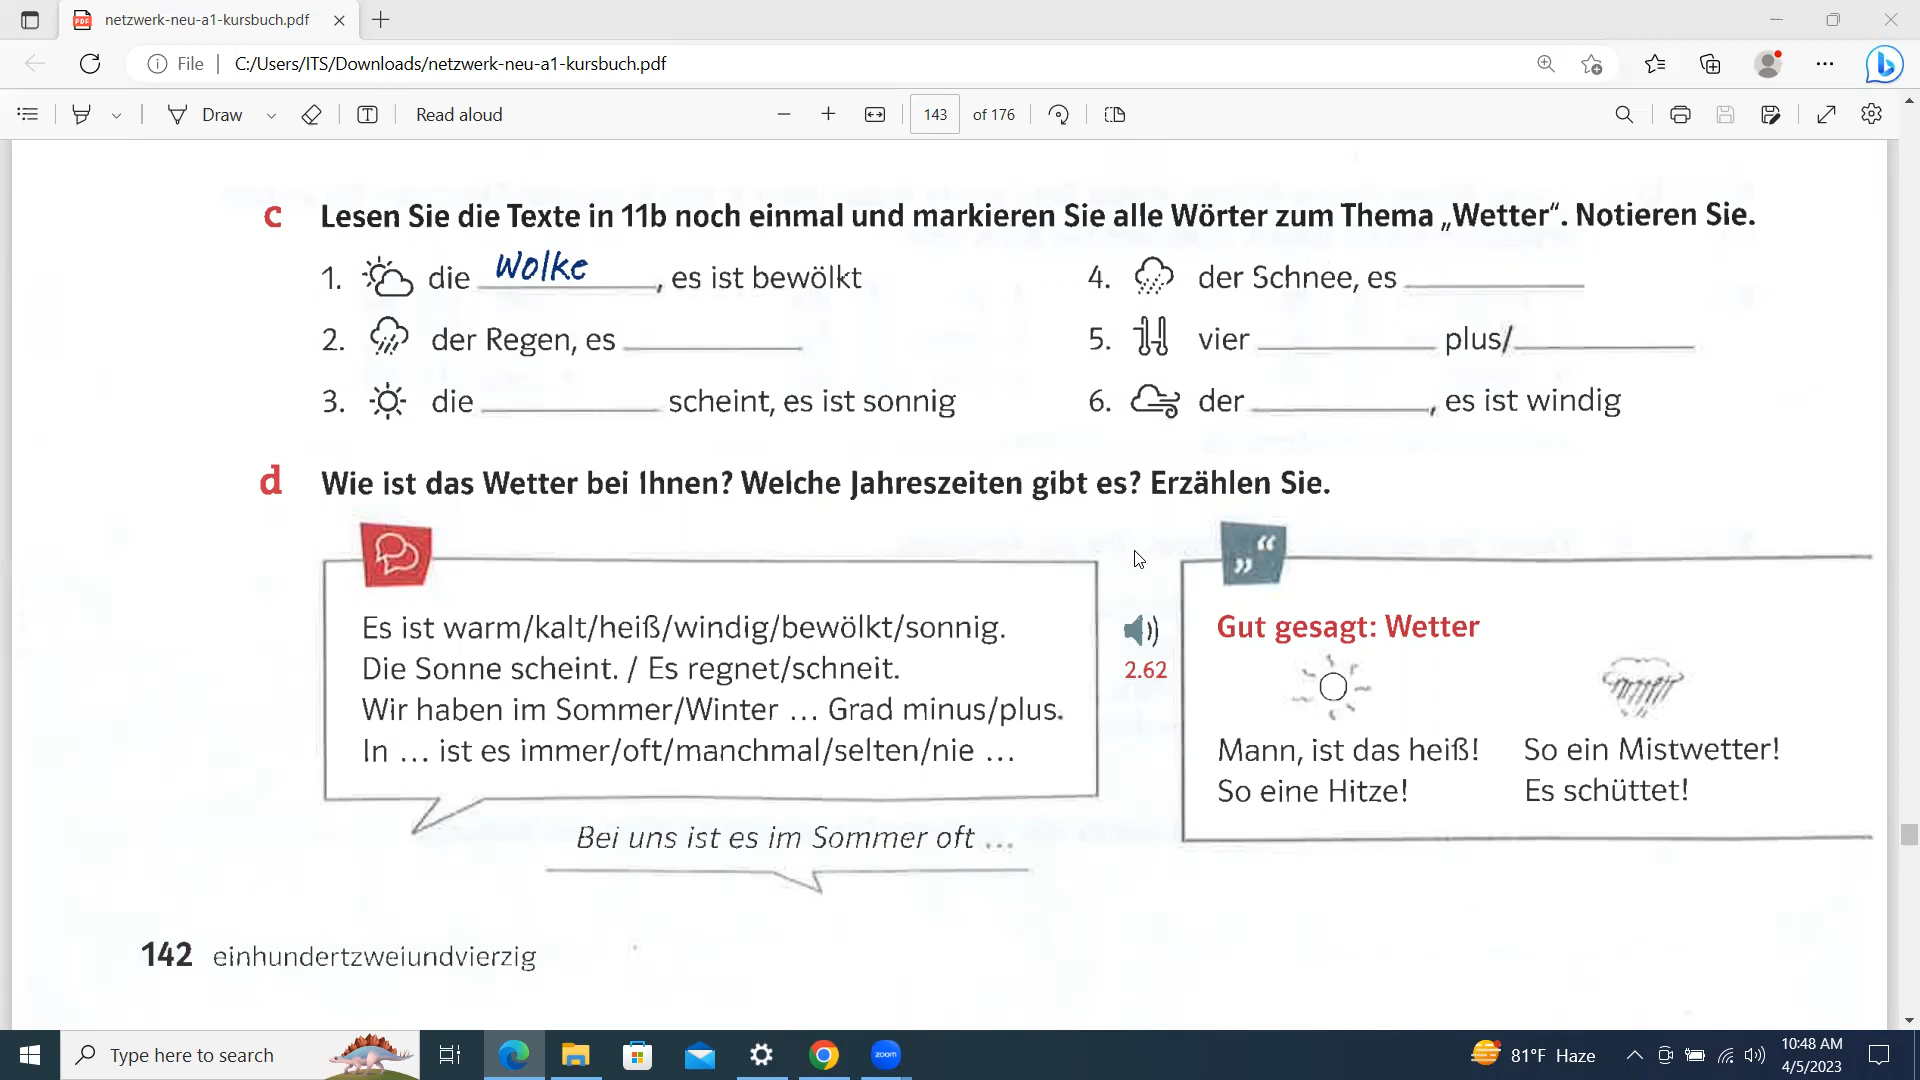 netzwerk-neu-a1-kursbuch.pdf
File C:/Users/ITS/Downloads/netzwerk-neu-a1-kursbuch.pdf
Draw Read aloud 143 of 176
c Lesen Sie die Texte in 11b noch einmal und markieren Sie alle Wörter zum Thema „Wetter“. Notieren Sie.
1. die Wolke, es ist bewölkt
2. der Regen, es ___
3. die ___ scheint, es ist sonnig
4. der Schnee, es ___
5. vier ___ plus/___
6. der ___, es ist windig
d Wie ist das Wetter bei Ihnen? Welche Jahreszeiten gibt es? Erzählen Sie.
Es ist warm/kalt/heiß/windig/bewölkt/sonnig.
Die Sonne scheint. / Es regnet/schneit.
Wir haben im Sommer/Winter … Grad minus/plus.
In … ist es immer/oft/manchmal/selten/nie …
Bei uns ist es im Sommer oft …
2.62
„ “
Gut gesagt: Wetter
Mann, ist das heiß!
So eine Hitze!
So ein Mistwetter!
Es schüttet!
142 einhundertzweiundvierzig
Type here to search
zoom
81°F Haze
10:48 AM
4/5/2023